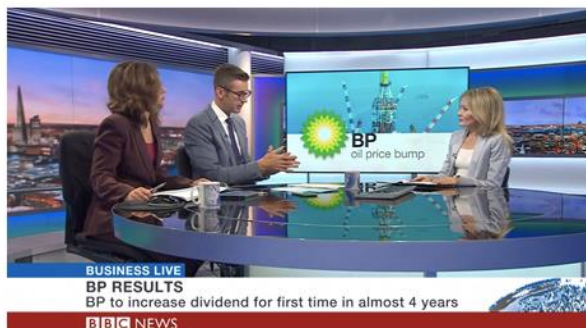 BP
oil price bump
BUSINESS LIVE
BP RESULTS
BP to increase dividend for first time in almost 4 years
BBC NEWS